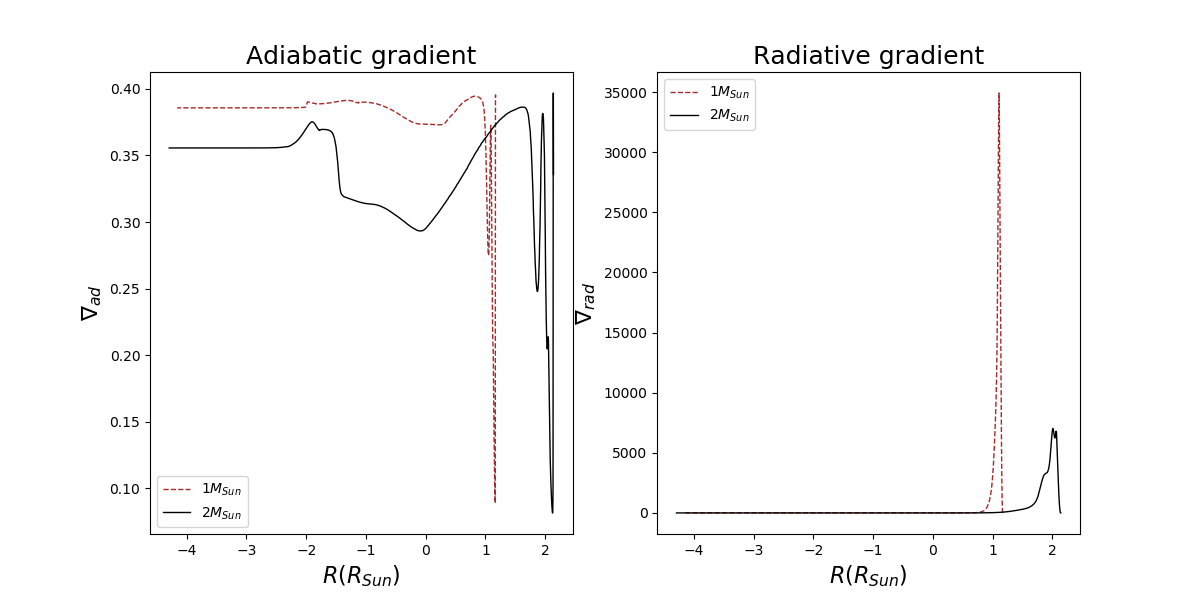 Adiabatic gradient
0.40
0.35
0.30
0.25
0.20
0.15
0.10
∇ad
1MSun
2MSun
−4 −3 −2 −1 0 1 2
R(RSun)
Radiative gradient
1MSun
2MSun
35000
30000
25000
20000
15000
10000
5000
0
∇rad
−4 −3 −2 −1 0 1 2
R(RSun)